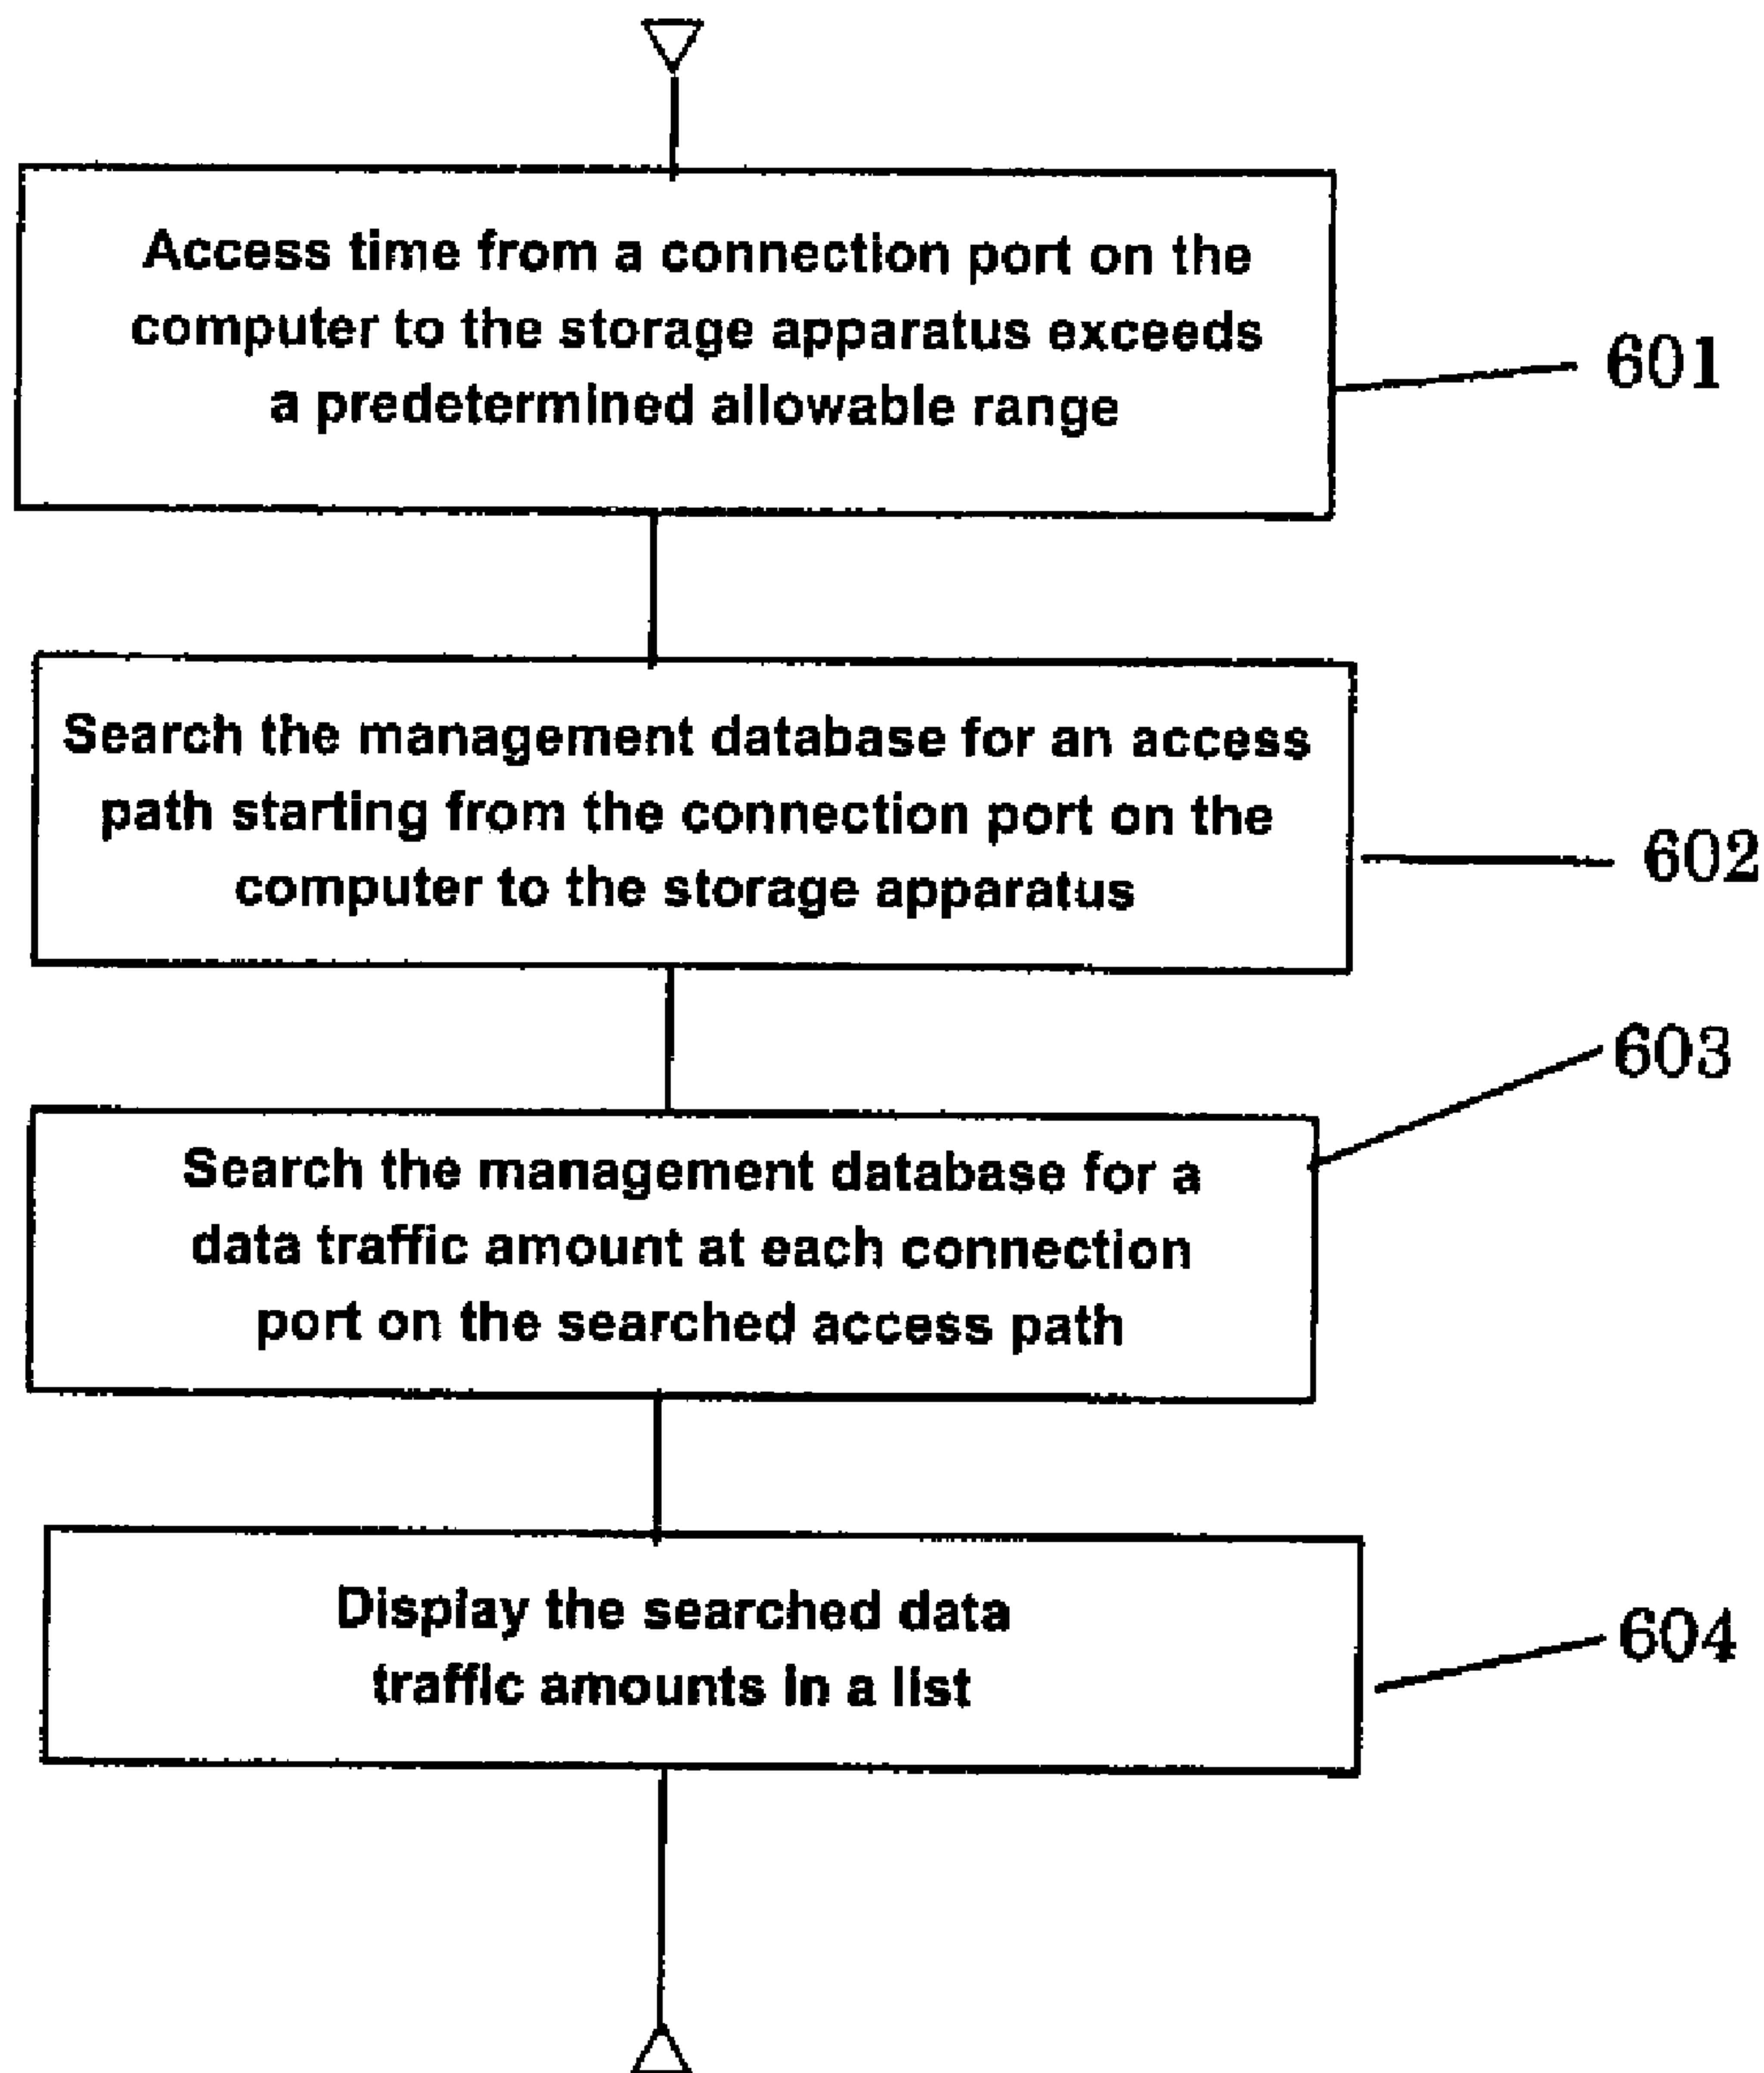 Access time from a connection port on the
computer to the storage apparatus exceeds
a predetermined allowable range
601
Search the management database for an access
path starting from the connection port on the
computer to the storage apparatus
602
603
Search the management database for a
data traffic amount at each connection
port on the searched access path
Display the searched data
traffic amounts in a list
604